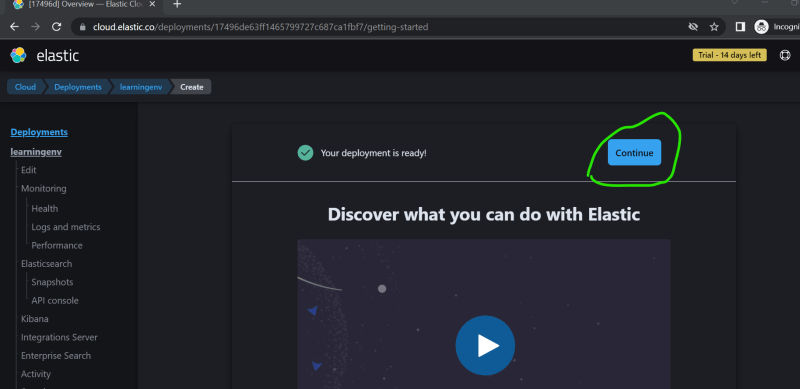 [17496d] Overview — Elastic Clo
cloud.elastic.co/deployments/17496de63ff1465799727c687ca1fbf7/getting-started
Incogni
elastic
Trial - 14 days left
Cloud
Deployments
learningenv
Create
Deployments
learningenv
Edit
Monitoring
Health
Logs and metrics
Performance
Elasticsearch
Snapshots
API console
Kibana
Integrations Server
Enterprise Search
Activity
Your deployment is ready!
Continue
Discover what you can do with Elastic